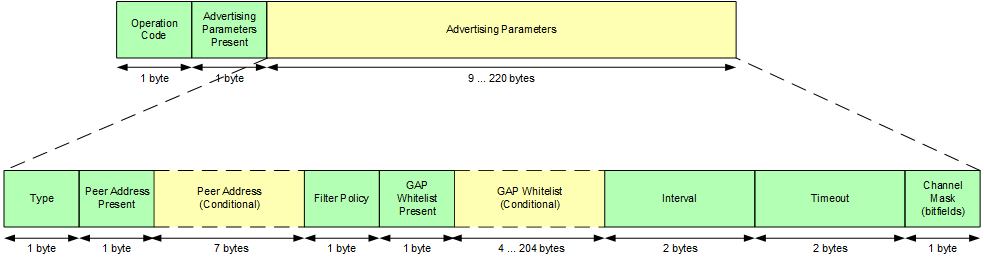 Operation
Code
Advertising
Parameters
Present
Advertising Parameters
1 byte
1 byte
9 ... 220 bytes
Type
Peer Address
Present
Peer Address
(Conditional)
Filter Policy
GAP
Whitelist
Present
GAP Whitelist
(Conditional)
Interval
Timeout
Channel
Mask
(bitfields)
1 byte
1 byte
7 bytes
1 byte
1 byte
4 ... 204 bytes
2 bytes
2 bytes
1 byte